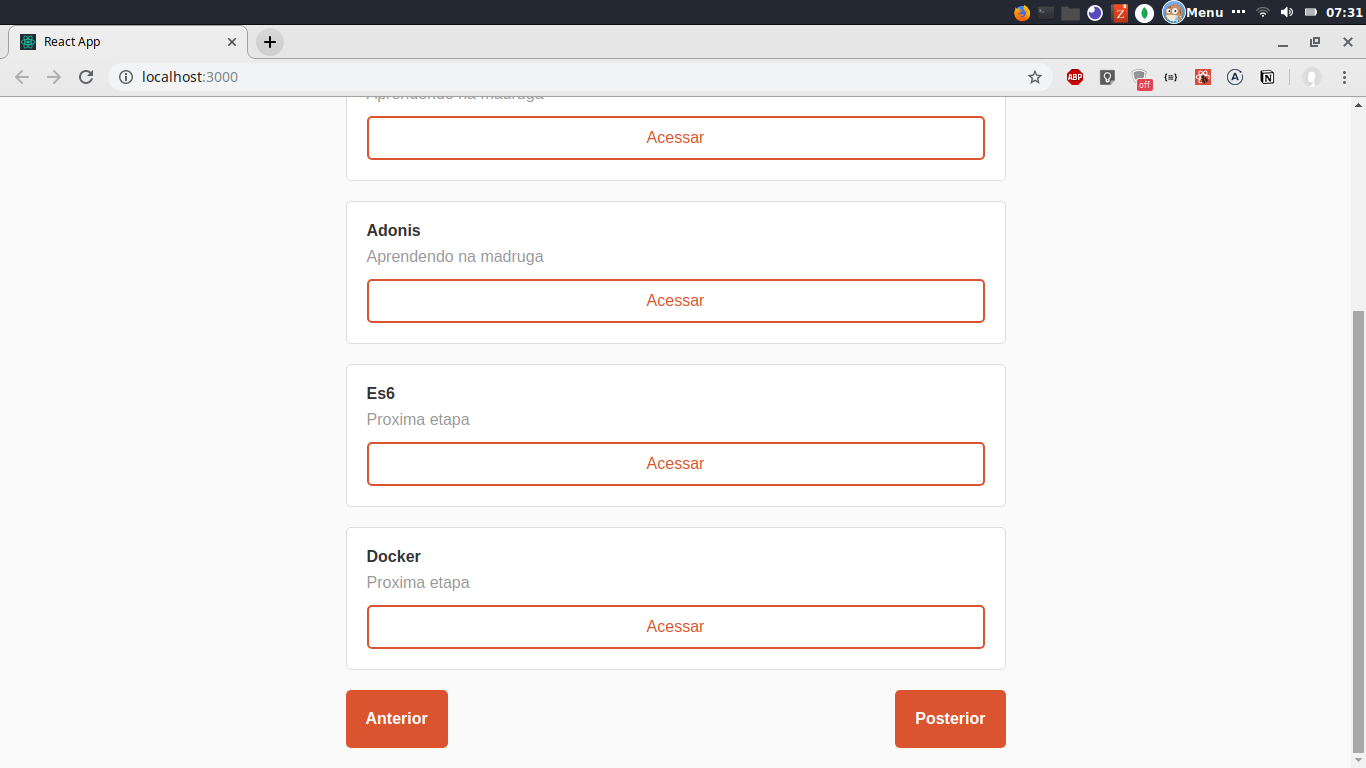 Menu
07:31
React App
localhost:3000
ABP
off
A
N
Z
Aprendendo na madruga
Acessar
Adonis
Aprendendo na madruga
Acessar
Es6
Proxima etapa
Acessar
Docker
Proxima etapa
Acessar
Anterior
Posterior